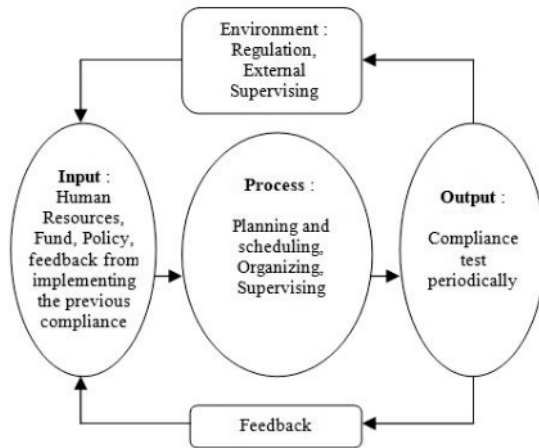 Environment :
Regulation,
External
Supervising
Input :
Human
Resources,
Fund, Policy,
feedback from
implementing
the previous
compliance
Process :
Planning and
scheduling,
Organizing,
Supervising
Output :
Compliance
test
periodically
Feedback